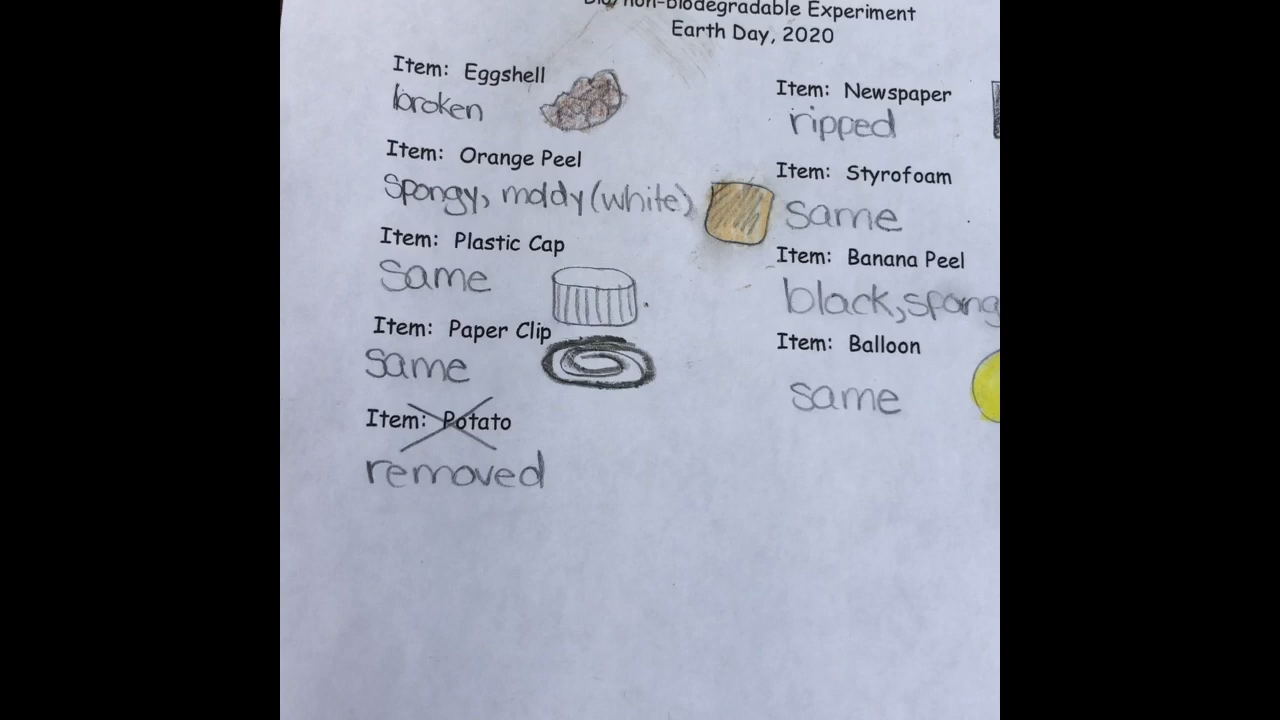 Bio/non-biodegradable Experiment
Earth Day, 2020
Item: Eggshell
broken
Item: Orange Peel
Spongy, moldy (white)
Item: Plastic Cap
Same
Item: Paper Clip
Same
Item: Potato
removed
Item: Newspaper
ripped
Item: Styrofoam
same
Item: Banana Peel
black, spong
Item: Balloon
same